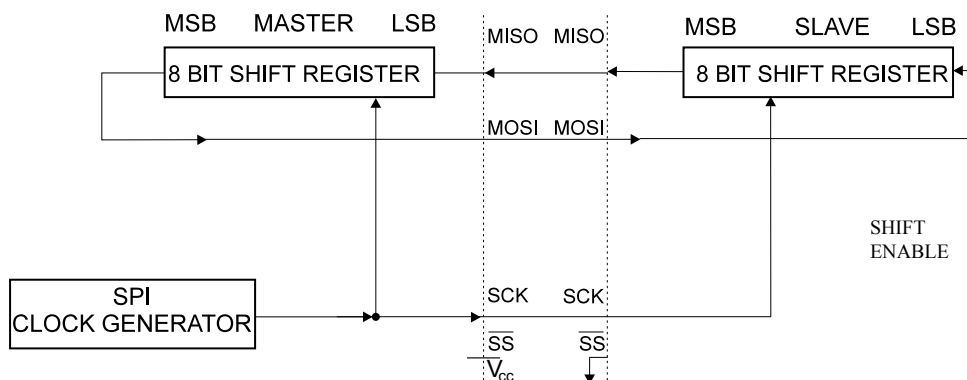 MSB MASTER LSB
8 BIT SHIFT REGISTER
MISO MISO
MSB SLAVE LSB
8 BIT SHIFT REGISTER
MOSI MOSI
SHIFT
ENABLE
SPI
CLOCK GENERATOR
SCK SCK
SS SS
Vcc